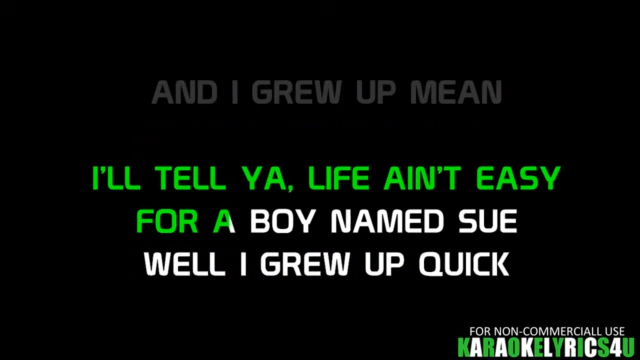 AND I GREW UP MEAN
I'LL TELL YA, LIFE AIN'T EASY
FOR A BOY NAMED SUE
WELL I GREW UP QUICK
FOR NON-COMMERCIALL USE
KARAOKELYRICS4U